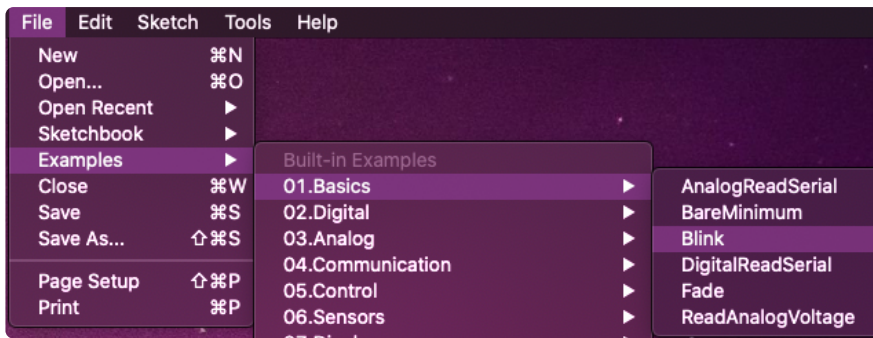 File Edit Sketch Tools Help
New ⌘N
Open... ⌘O
Open Recent ▶
Sketchbook ▶
Examples ▶
Close ⌘W
Save ⌘S
Save As... ⇧⌘S
Page Setup ⇧⌘P
Print ⌘P
Built-in Examples
01.Basics ▶
02.Digital ▶
03.Analog ▶
04.Communication ▶
05.Control ▶
06.Sensors ▶
AnalogReadSerial
BareMinimum
Blink
DigitalReadSerial
Fade
ReadAnalogVoltage